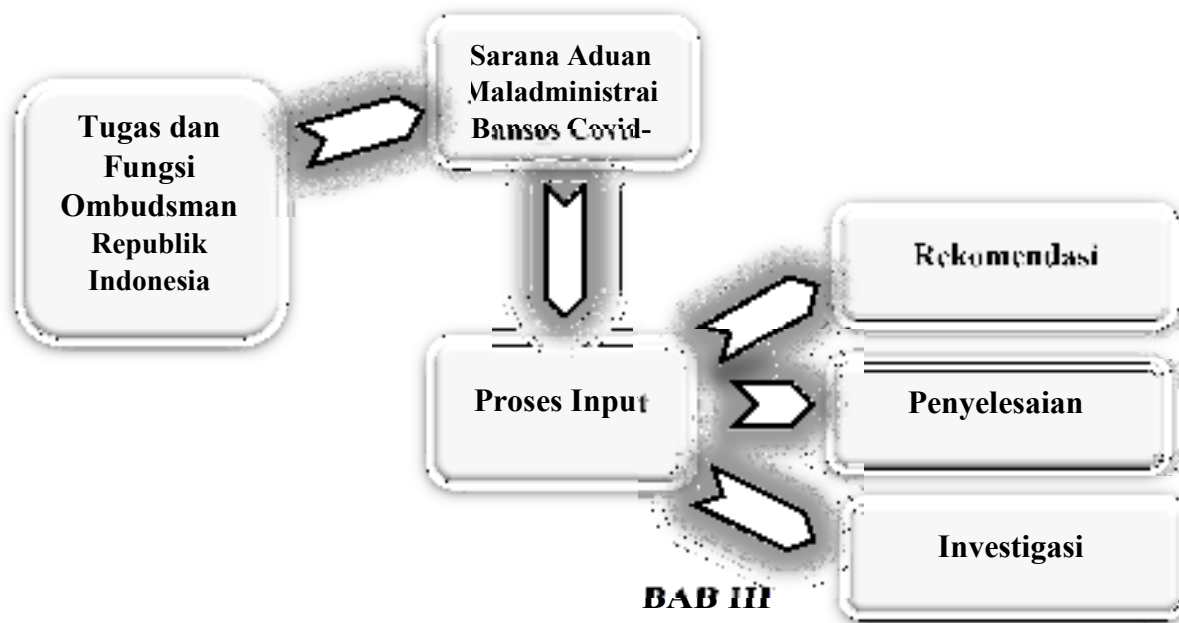 Tugas dan
Fungsi
Ombudsman
Republik
Indonesia
Sarana Aduan
Maladministrai
Bansos Covid-
Proses Input
Rekomendasi
Penyelesaian
Investigasi
BAB III